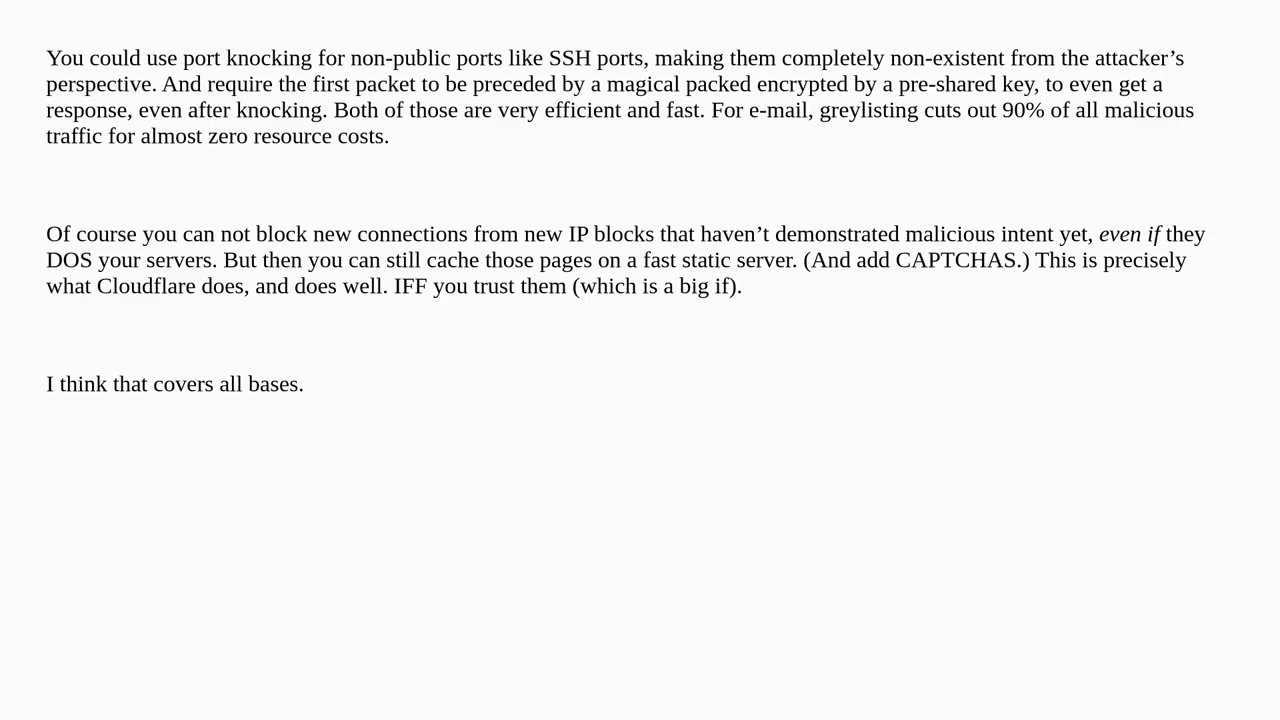 You could use port knocking for non-public ports like SSH ports, making them completely non-existent from the attacker’s
perspective. And require the first packet to be preceded by a magical packed encrypted by a pre-shared key, to even get a
response, even after knocking. Both of those are very efficient and fast. For e-mail, greylisting cuts out 90% of all malicious
traffic for almost zero resource costs.
Of course you can not block new connections from new IP blocks that haven’t demonstrated malicious intent yet, even if they
DOS your servers. But then you can still cache those pages on a fast static server. (And add CAPTCHAS.) This is precisely
what Cloudflare does, and does well. IFF you trust them (which is a big if).
I think that covers all bases.